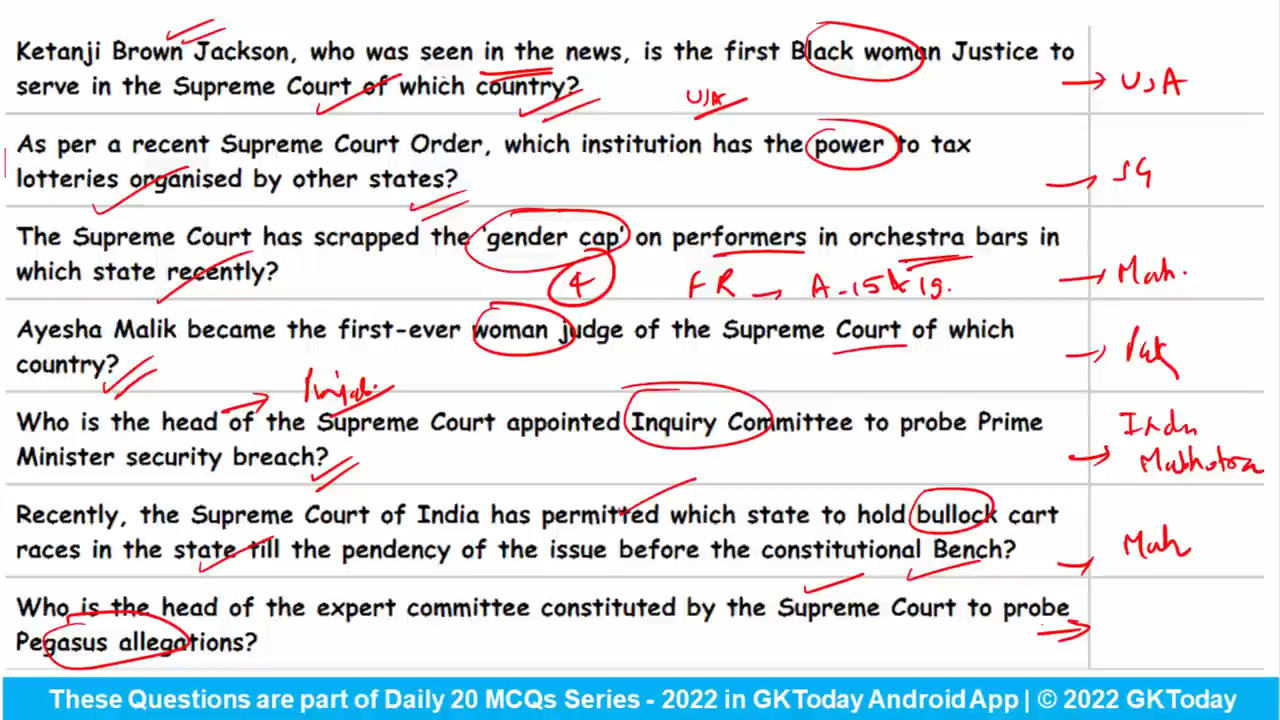 Ketanji Brown Jackson, who was seen in the news, is the first Black woman Justice to
serve in the Supreme Court of which country?
USA
USA
As per a recent Supreme Court Order, which institution has the power to tax
lotteries organised by other states?
SG
The Supreme Court has scrapped the 'gender cap' on performers in orchestra bars in
which state recently?
4
FR → A-15 & 19.
→ Mah.
Ayesha Malik became the first-ever woman judge of the Supreme Court of which
country?
→ Pak
Punjab
Who is the head of the Supreme Court appointed Inquiry Committee to probe Prime
Minister security breach?
Indu
→ Malhotra
Recently, the Supreme Court of India has permitted which state to hold bullock cart
races in the state till the pendency of the issue before the constitutional Bench?
→ Mah
Who is the head of the expert committee constituted by the Supreme Court to probe
Pegasus allegations?
These Questions are part of Daily 20 MCQs Series - 2022 in GKToday Android App | © 2022 GKToday